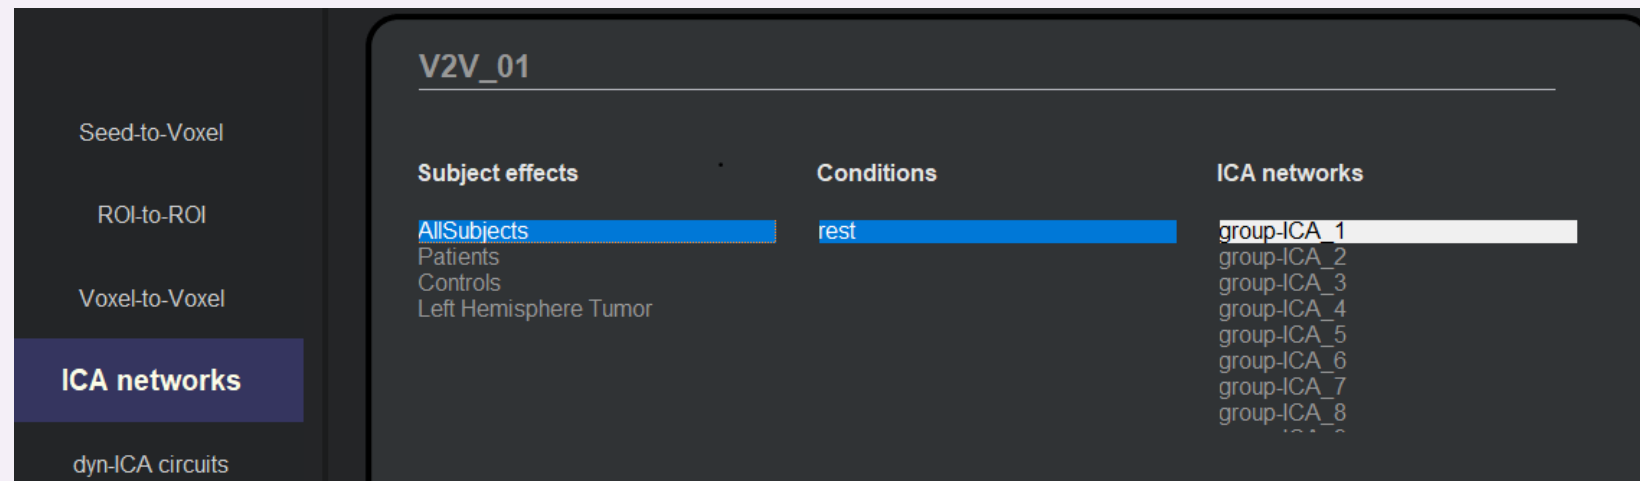 V2V_01
Seed-to-Voxel
ROI-to-ROI
Voxel-to-Voxel
ICA networks
dyn-ICA circuits
Subject effects
AllSubjects
Patients
Controls
Left Hemisphere Tumor
Conditions
rest
ICA networks
group-ICA_1
group-ICA_2
group-ICA_3
group-ICA_4
group-ICA_5
group-ICA_6
group-ICA_7
group-ICA_8